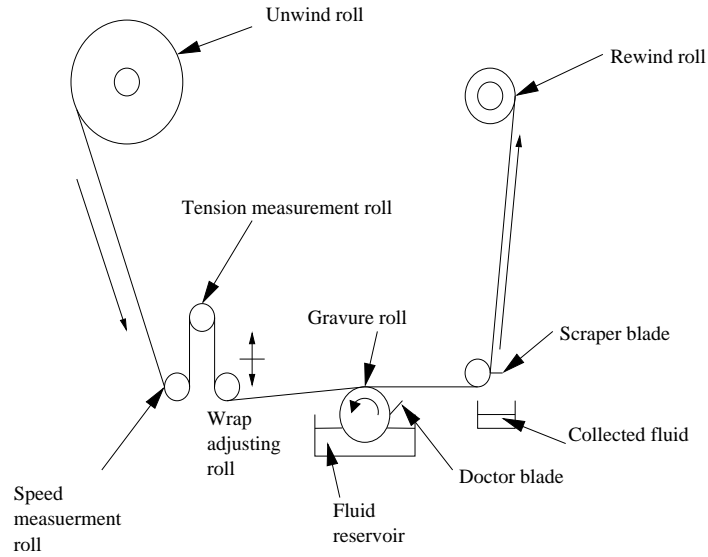 Unwind roll
Rewind roll
Tension measurement roll
Gravure roll
Scraper blade
Wrap
adjusting
roll
Collected fluid
Doctor blade
Speed
measuerment
roll
Fluid
reservoir